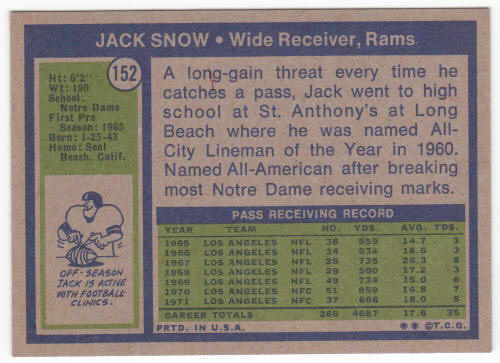 JACK SNOW • Wide Receiver, Rams
152
Ht: 6'2"
Wt: 190
School:
Notre Dame
First Pro
Season: 1965
Born: 1-25-43
Home: Seal
Beach, Calif.
A long-gain threat every time he
catches a pass, Jack went to high
school at St. Anthony's at Long
Beach where he was named All-
City Lineman of the Year in 1960.
Named All-American after breaking
most Notre Dame receiving marks.
OFF-SEASON
JACK IS ACTIVE
WITH FOOTBALL
CLINICS.
PASS RECEIVING RECORD
YEAR TEAM NO. YDS. AVG. TDS.
1965 LOS ANGELES NFL 38 559 14.7 3
1966 LOS ANGELES NFL 34 634 18.6 3
1967 LOS ANGELES NFL 28 735 26.3 8
1968 LOS ANGELES NFL 29 500 17.2 3
1969 LOS ANGELES NFL 49 734 15.0 6
1970 LOS ANGELES NFC 51 859 16.8 7
1971 LOS ANGELES NFC 37 666 18.0 5
CAREER TOTALS 266 4687 17.6 35
PRTD. IN U.S.A. ** ©T.C.G.